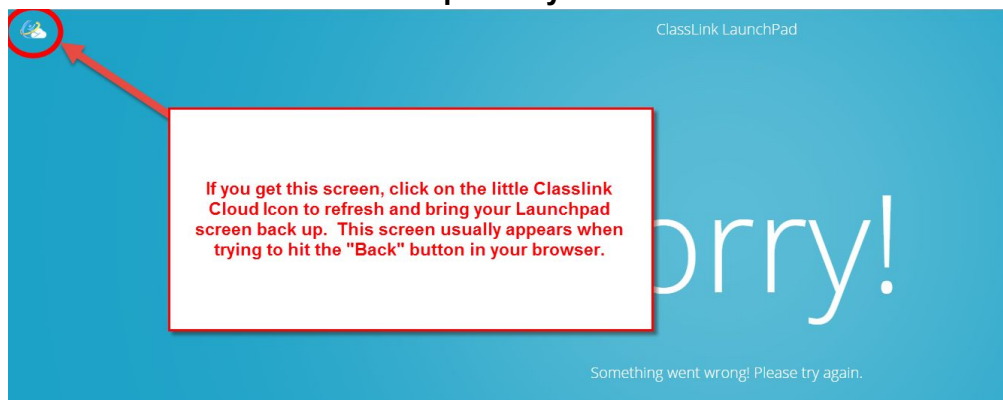 ClassLink LaunchPad
If you get this screen, click on the little Classlink
Cloud Icon to refresh and bring your Launchpad
screen back up. This screen usually appears when
trying to hit the "Back" button in your browser.
orry!
Something went wrong! Please try again.